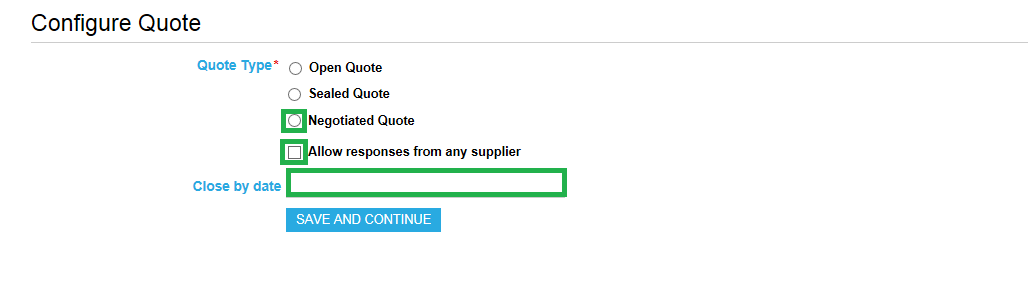 Configure Quote
Quote Type* Open Quote
Sealed Quote
Negotiated Quote
Allow responses from any supplier
Close by date
SAVE AND CONTINUE